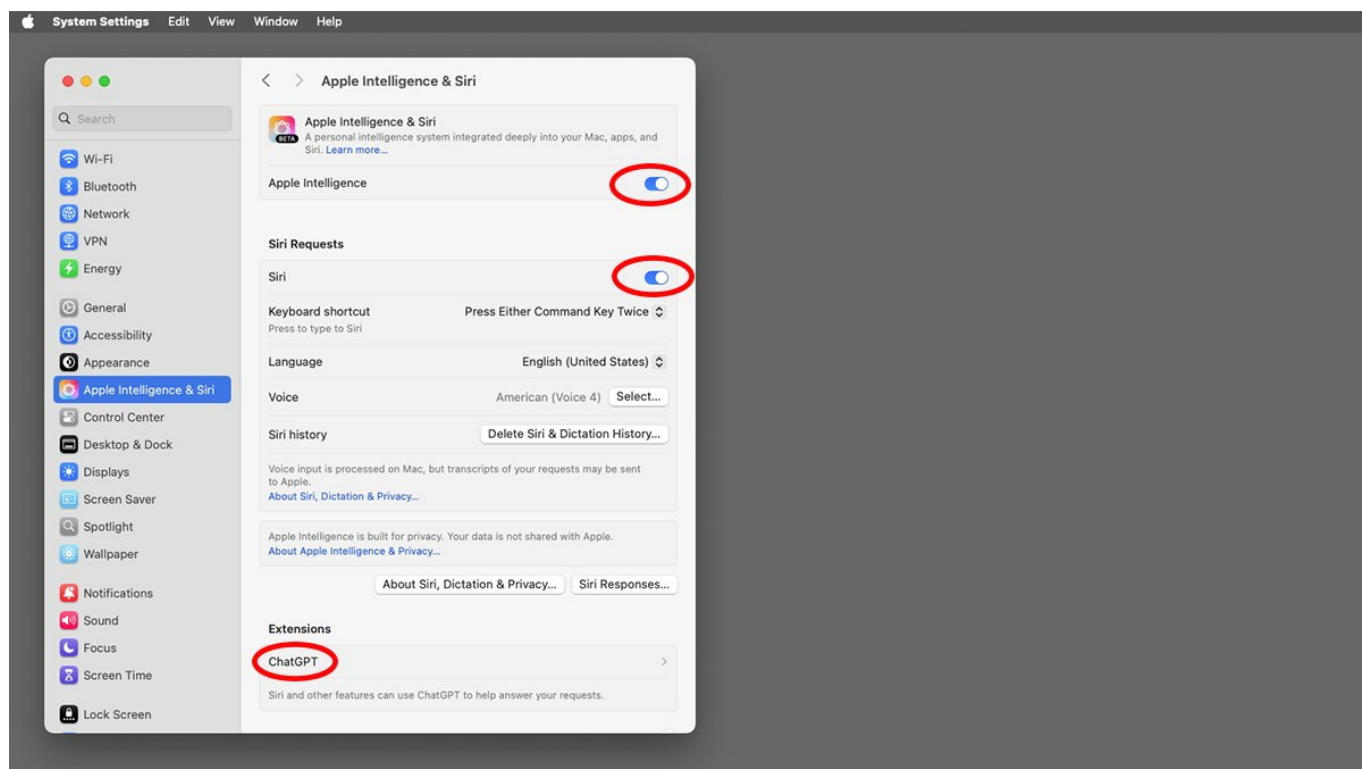 System Settings Edit View Window Help
Apple Intelligence & Siri
Search
Wi-Fi
Bluetooth
Network
VPN
Energy
General
Accessibility
Appearance
Apple Intelligence & Siri
Control Center
Desktop & Dock
Displays
Screen Saver
Spotlight
Wallpaper
Notifications
Sound
Focus
Screen Time
Lock Screen
Apple Intelligence & Siri
BETA
A personal intelligence system integrated deeply into your Mac, apps, and
Siri. Learn more...
Apple Intelligence
Siri Requests
Siri
Keyboard shortcut Press Either Command Key Twice
Press to type to Siri
Language English (United States)
Voice American (Voice 4) Select...
Siri history Delete Siri & Dictation History...
Voice input is processed on Mac, but transcripts of your requests may be sent
to Apple.
About Siri, Dictation & Privacy...
Apple Intelligence is built for privacy. Your data is not shared with Apple.
About Apple Intelligence & Privacy...
About Siri, Dictation & Privacy... Siri Responses...
Extensions
ChatGPT
Siri and other features can use ChatGPT to help answer your requests.